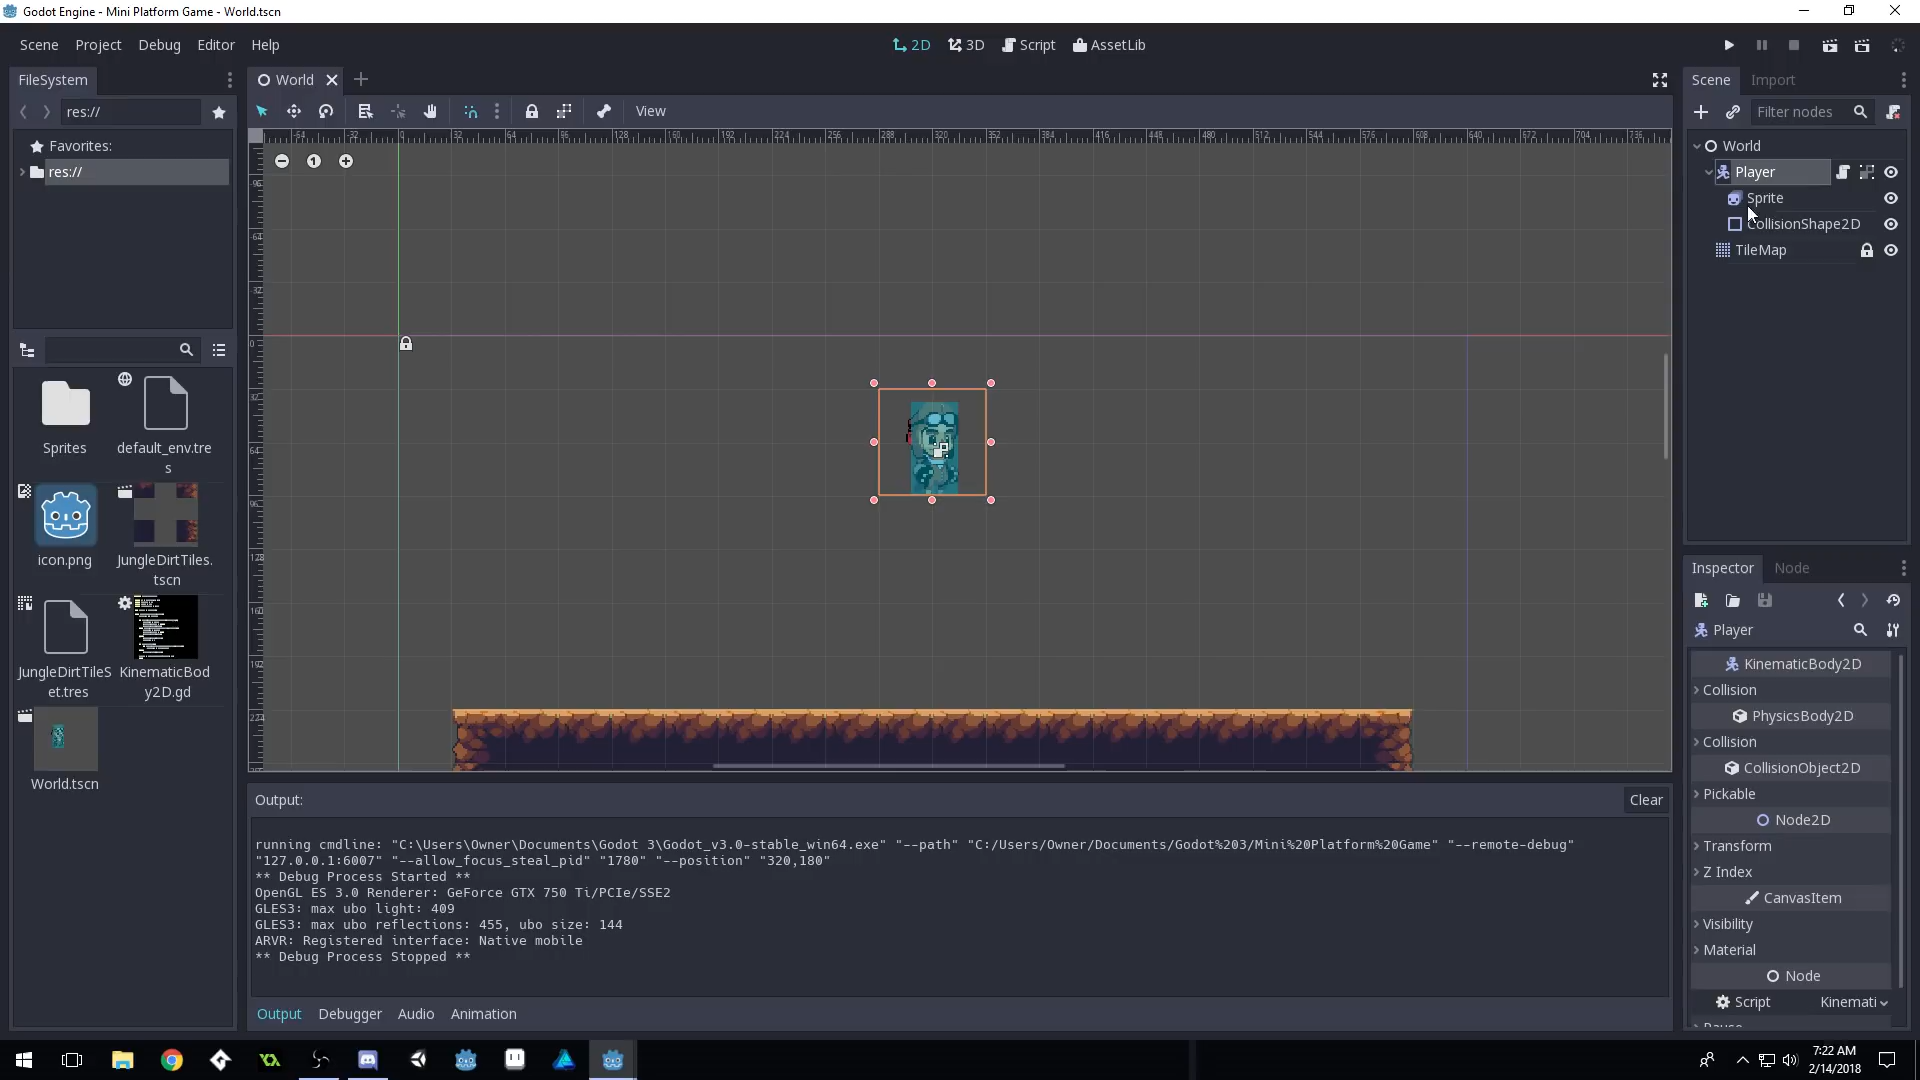 Godot Engine - Mini Platform Game - World.tscn
Scene Project Debug Editor Help
2D 3D Script AssetLib
FileSystem
World
Scene Import
res://
View
Filter nodes
Favorites:
res://
World
Player
Sprite
CollisionShape2D
TileMap
Sprites
default_env.tre
s
icon.png
JungleDirtTiles.
tscn
JungleDirtTileS
et.tres
KinematicBod
y2D.gd
World.tscn
Inspector Node
Player
KinematicBody2D
Collision
PhysicsBody2D
Collision
CollisionObject2D
Pickable
Node2D
Transform
Z Index
CanvasItem
Visibility
Material
Node
Script Kinemati
Output:
Clear
running cmdline: "C:\Users\Owner\Documents\Godot 3\Godot_v3.0-stable_win64.exe" "--path" "C:/Users/Owner/Documents/Godot%203/Mini%20Platform%20Game" "--remote-debug"
"127.0.0.1:6007" "--allow_focus_steal_pid" "1780" "--position" "320,180"
** Debug Process Started **
OpenGL ES 3.0 Renderer: GeForce GTX 750 Ti/PCIe/SSE2
GLES3: max ubo light: 409
GLES3: max ubo reflections: 455, ubo size: 144
ARVR: Registered interface: Native mobile
** Debug Process Stopped **
Output Debugger Audio Animation
7:22 AM
2/14/2018